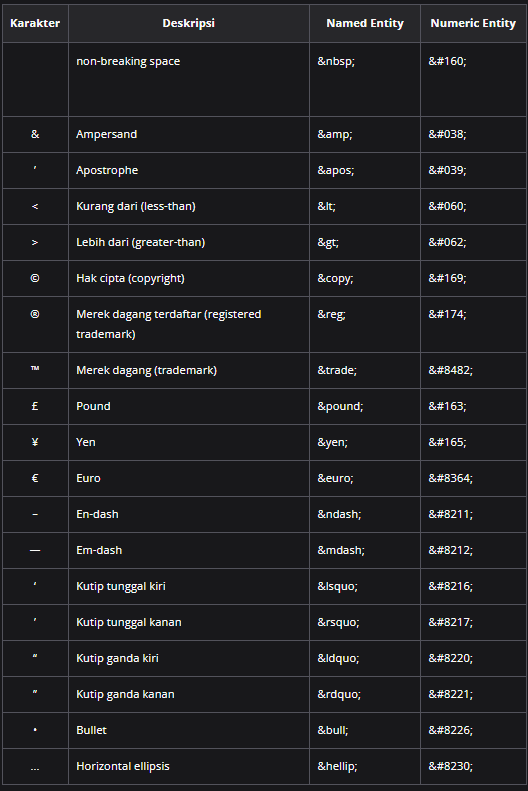 Karakter Deskripsi Named Entity Numeric Entity
non-breaking space &nbsp; &#160;
& Ampersand &amp; &#038;
' Apostrophe &apos; &#039;
< Kurang dari (less-than) &lt; &#060;
> Lebih dari (greater-than) &gt; &#062;
© Hak cipta (copyright) &copy; &#169;
® Merek dagang terdaftar (registered &reg; &#174;
trademark)
™ Merek dagang (trademark) &trade; &#8482;
£ Pound &pound; &#163;
¥ Yen &yen; &#165;
€ Euro &euro; &#8364;
– En-dash &ndash; &#8211;
— Em-dash &mdash; &#8212;
‘ Kutip tunggal kiri &lsquo; &#8216;
’ Kutip tunggal kanan &rsquo; &#8217;
“ Kutip ganda kiri &ldquo; &#8220;
” Kutip ganda kanan &rdquo; &#8221;
• Bullet &bull; &#8226;
… Horizontal ellipsis &hellip; &#8230;